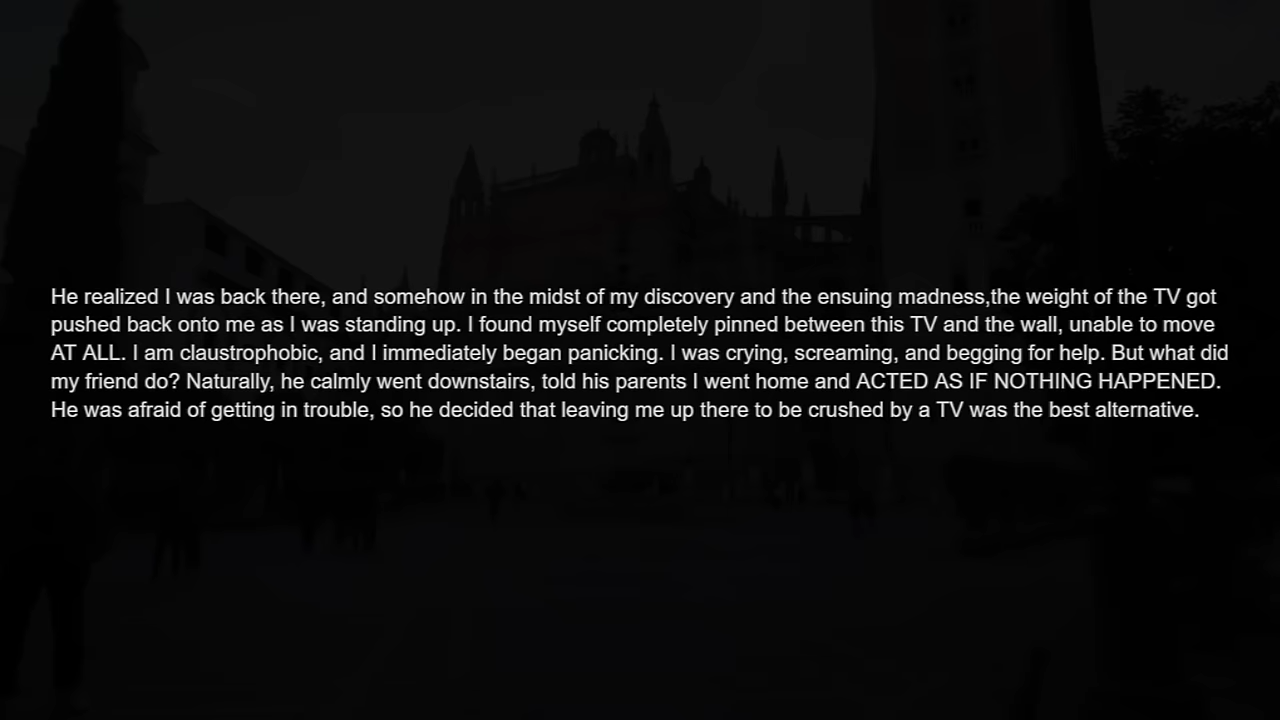 He realized I was back there, and somehow in the midst of my discovery and the ensuing madness,the weight of the TV got
pushed back onto me as I was standing up. I found myself completely pinned between this TV and the wall, unable to move
AT ALL. I am claustrophobic, and I immediately began panicking. I was crying, screaming, and begging for help. But what did
my friend do? Naturally, he calmly went downstairs, told his parents I went home and ACTED AS IF NOTHING HAPPENED.
He was afraid of getting in trouble, so he decided that leaving me up there to be crushed by a TV was the best alternative.